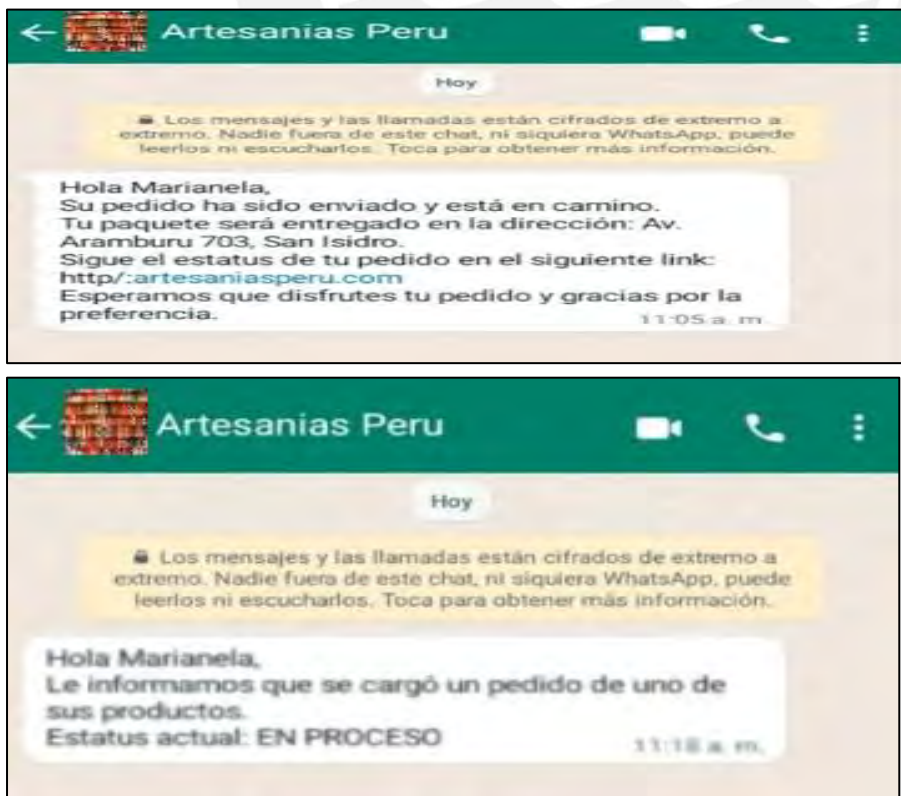 Artesanias Peru
Hoy
Los mensajes y las llamadas están cifrados de extremo a
extremo. Nadie fuera de este chat, ni siquiera WhatsApp, puede
leerlos ni escucharlos. Toca para obtener más información.
Hola Marianela,
Su pedido ha sido enviado y está en camino.
Tu paquete será entregado en la dirección: Av.
Aramburu 703, San Isidro.
Sigue el estatus de tu pedido en el siguiente link:
http/:artesaniasperu.com
Esperamos que disfrutes tu pedido y gracias por la
preferencia.
11:05 a. m.
Artesanias Peru
Hoy
Los mensajes y las llamadas están cifrados de extremo a
extremo. Nadie fuera de este chat, ni siquiera WhatsApp, puede
leerlos ni escucharlos. Toca para obtener más información.
Hola Marianela,
Le informamos que se cargó un pedido de uno de
sus productos.
Estatus actual: EN PROCESO
11:18 a. m.